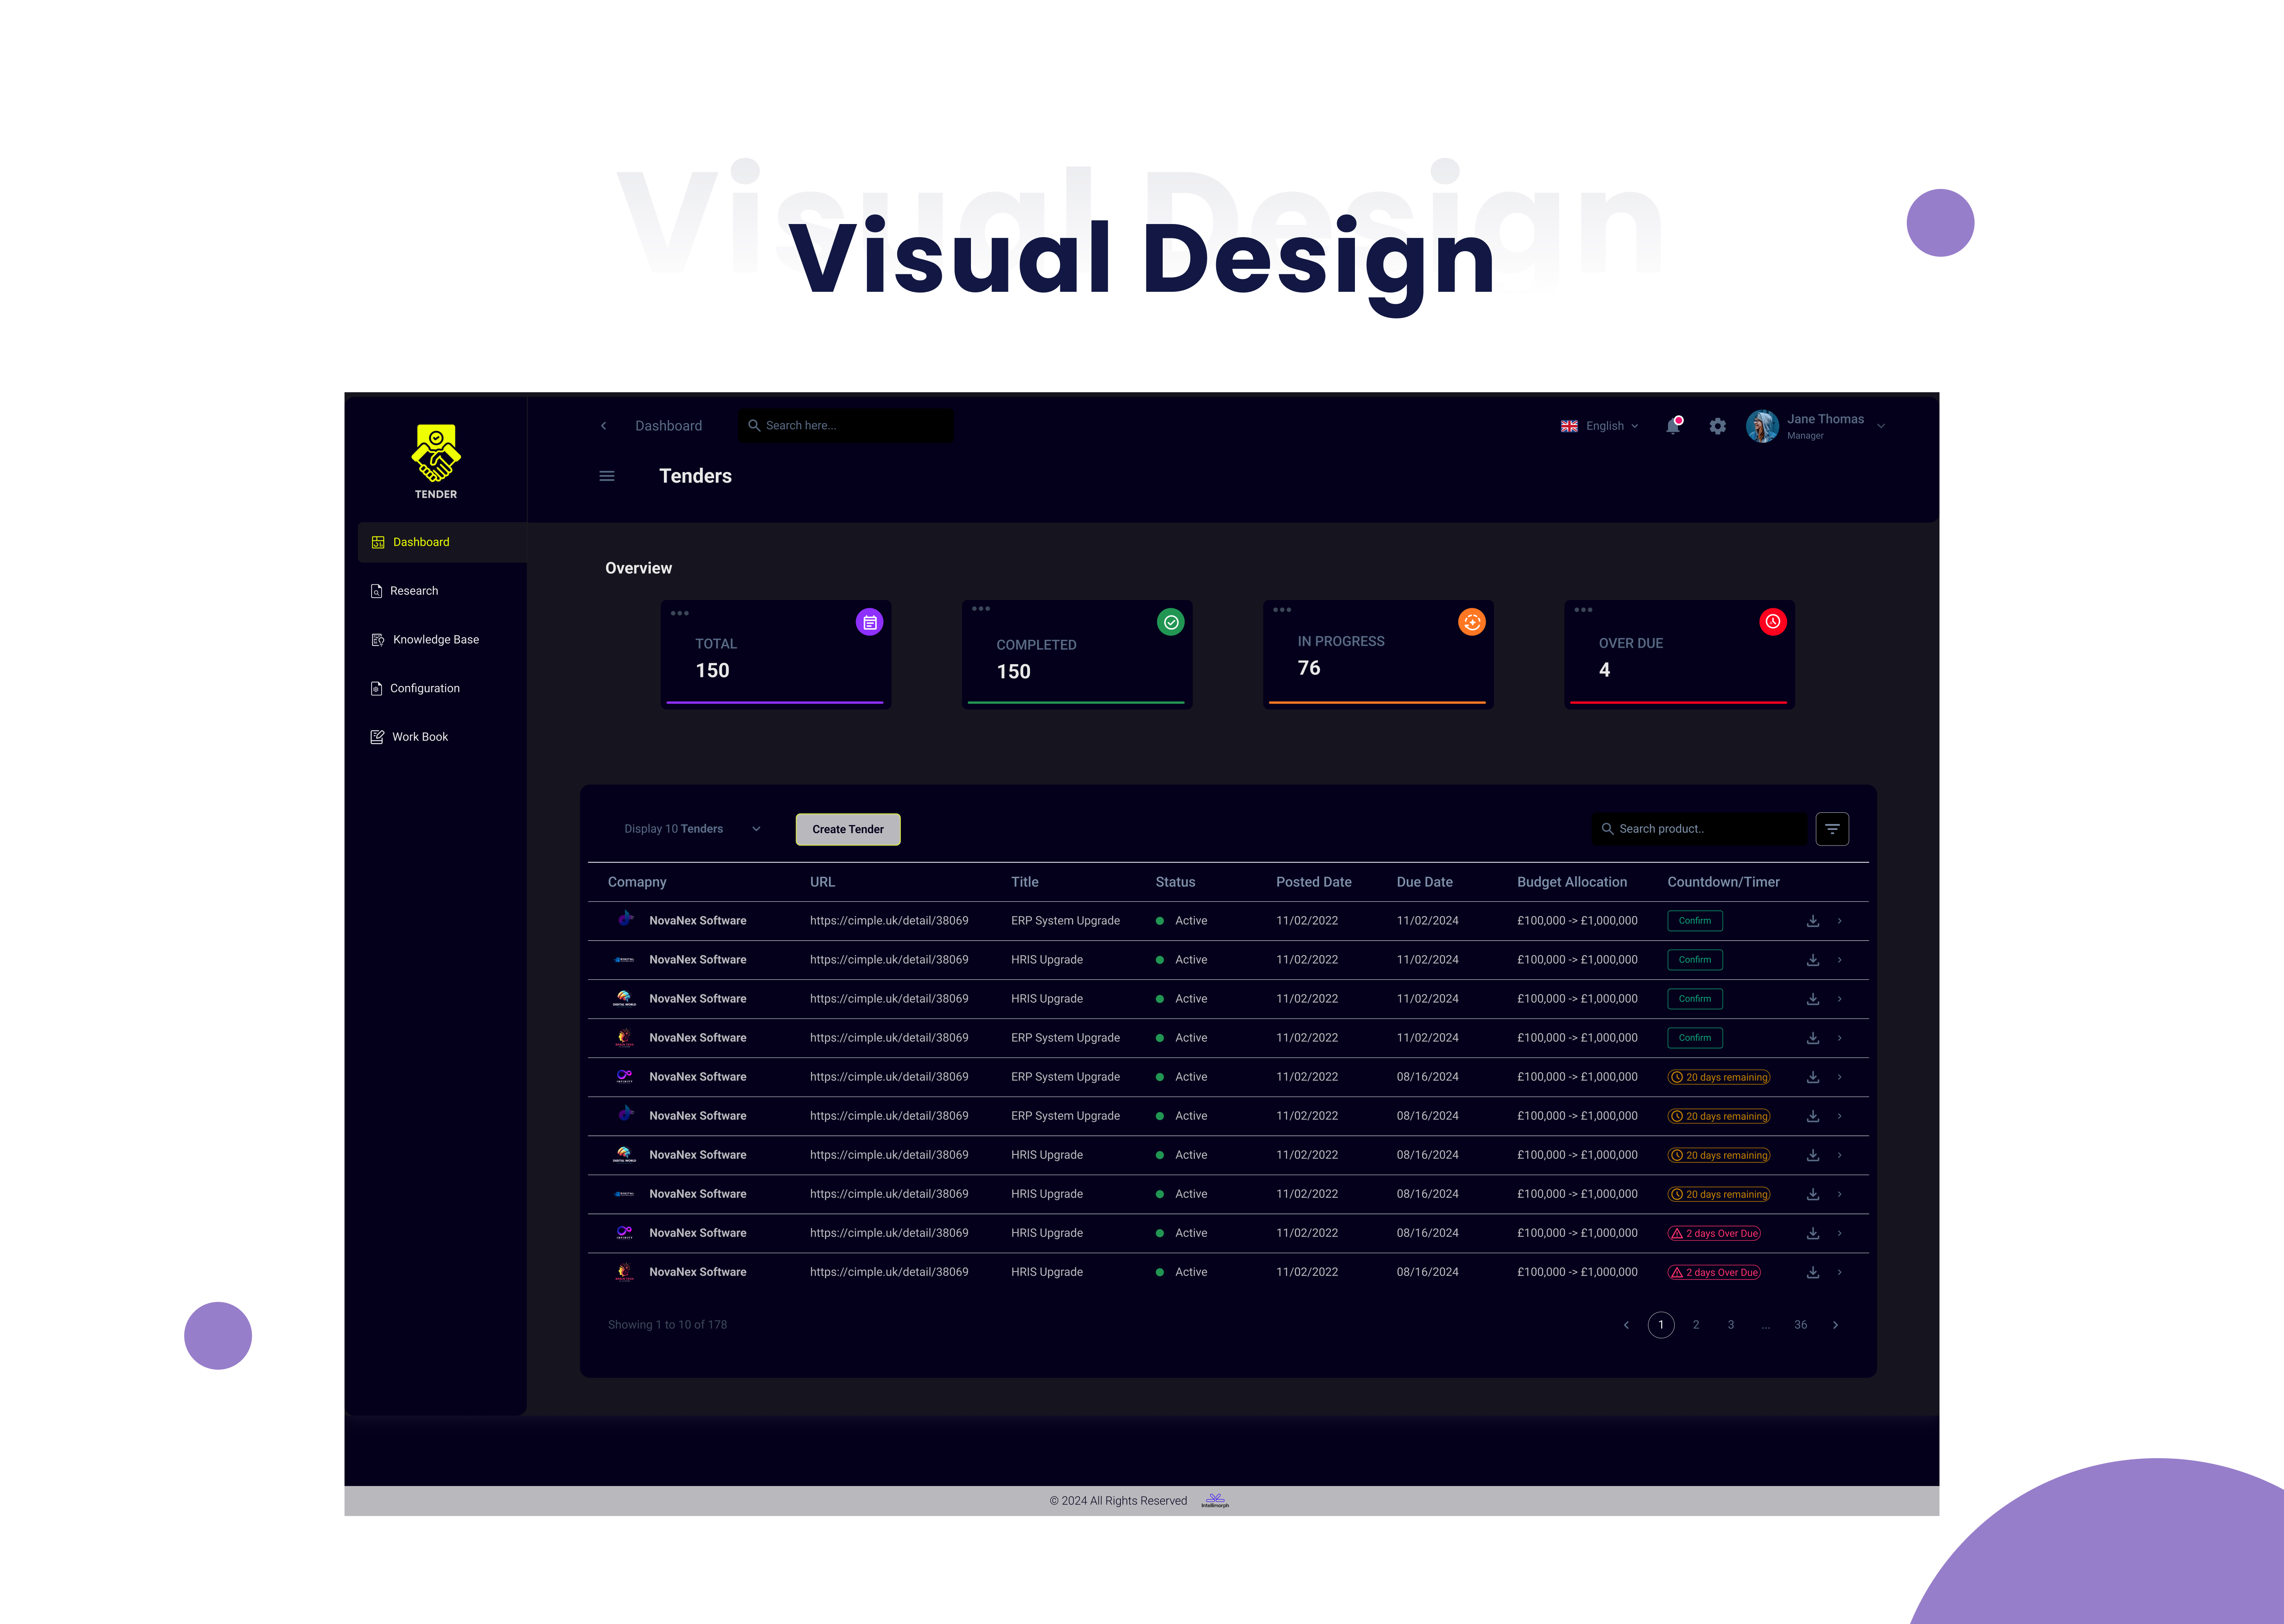 Visual Design
Visual Design
TENDER
Dashboard
Search here...
English
Jane Thomas
Manager
Tenders
Dashboard
Research
Knowledge Base
Configuration
Work Book
Overview
TOTAL
150
COMPLETED
150
IN PROGRESS
76
OVER DUE
4
Display 10 Tenders
Create Tender
Search product..
Comapny URL Title Status Posted Date Due Date Budget Allocation Countdown/Timer
NovaNex Software https://cimple.uk/detail/38069 ERP System Upgrade Active 11/02/2022 11/02/2024 £100,000 -> £1,000,000 Confirm
NovaNex Software https://cimple.uk/detail/38069 HRIS Upgrade Active 11/02/2022 11/02/2024 £100,000 -> £1,000,000 Confirm
DIGITAL WORLD NovaNex Software https://cimple.uk/detail/38069 HRIS Upgrade Active 11/02/2022 11/02/2024 £100,000 -> £1,000,000 Confirm
NovaNex Software https://cimple.uk/detail/38069 ERP System Upgrade Active 11/02/2022 11/02/2024 £100,000 -> £1,000,000 Confirm
INFINITY NovaNex Software https://cimple.uk/detail/38069 ERP System Upgrade Active 11/02/2022 08/16/2024 £100,000 -> £1,000,000 20 days remaining
NovaNex Software https://cimple.uk/detail/38069 ERP System Upgrade Active 11/02/2022 08/16/2024 £100,000 -> £1,000,000 20 days remaining
DIGITAL WORLD NovaNex Software https://cimple.uk/detail/38069 HRIS Upgrade Active 11/02/2022 08/16/2024 £100,000 -> £1,000,000 20 days remaining
NovaNex Software https://cimple.uk/detail/38069 HRIS Upgrade Active 11/02/2022 08/16/2024 £100,000 -> £1,000,000 20 days remaining
INFINITY NovaNex Software https://cimple.uk/detail/38069 HRIS Upgrade Active 11/02/2022 08/16/2024 £100,000 -> £1,000,000 2 days Over Due
NovaNex Software https://cimple.uk/detail/38069 HRIS Upgrade Active 11/02/2022 08/16/2024 £100,000 -> £1,000,000 2 days Over Due
Showing 1 to 10 of 178
1 2 3 ... 36
© 2024 All Rights Reserved Intellimorph